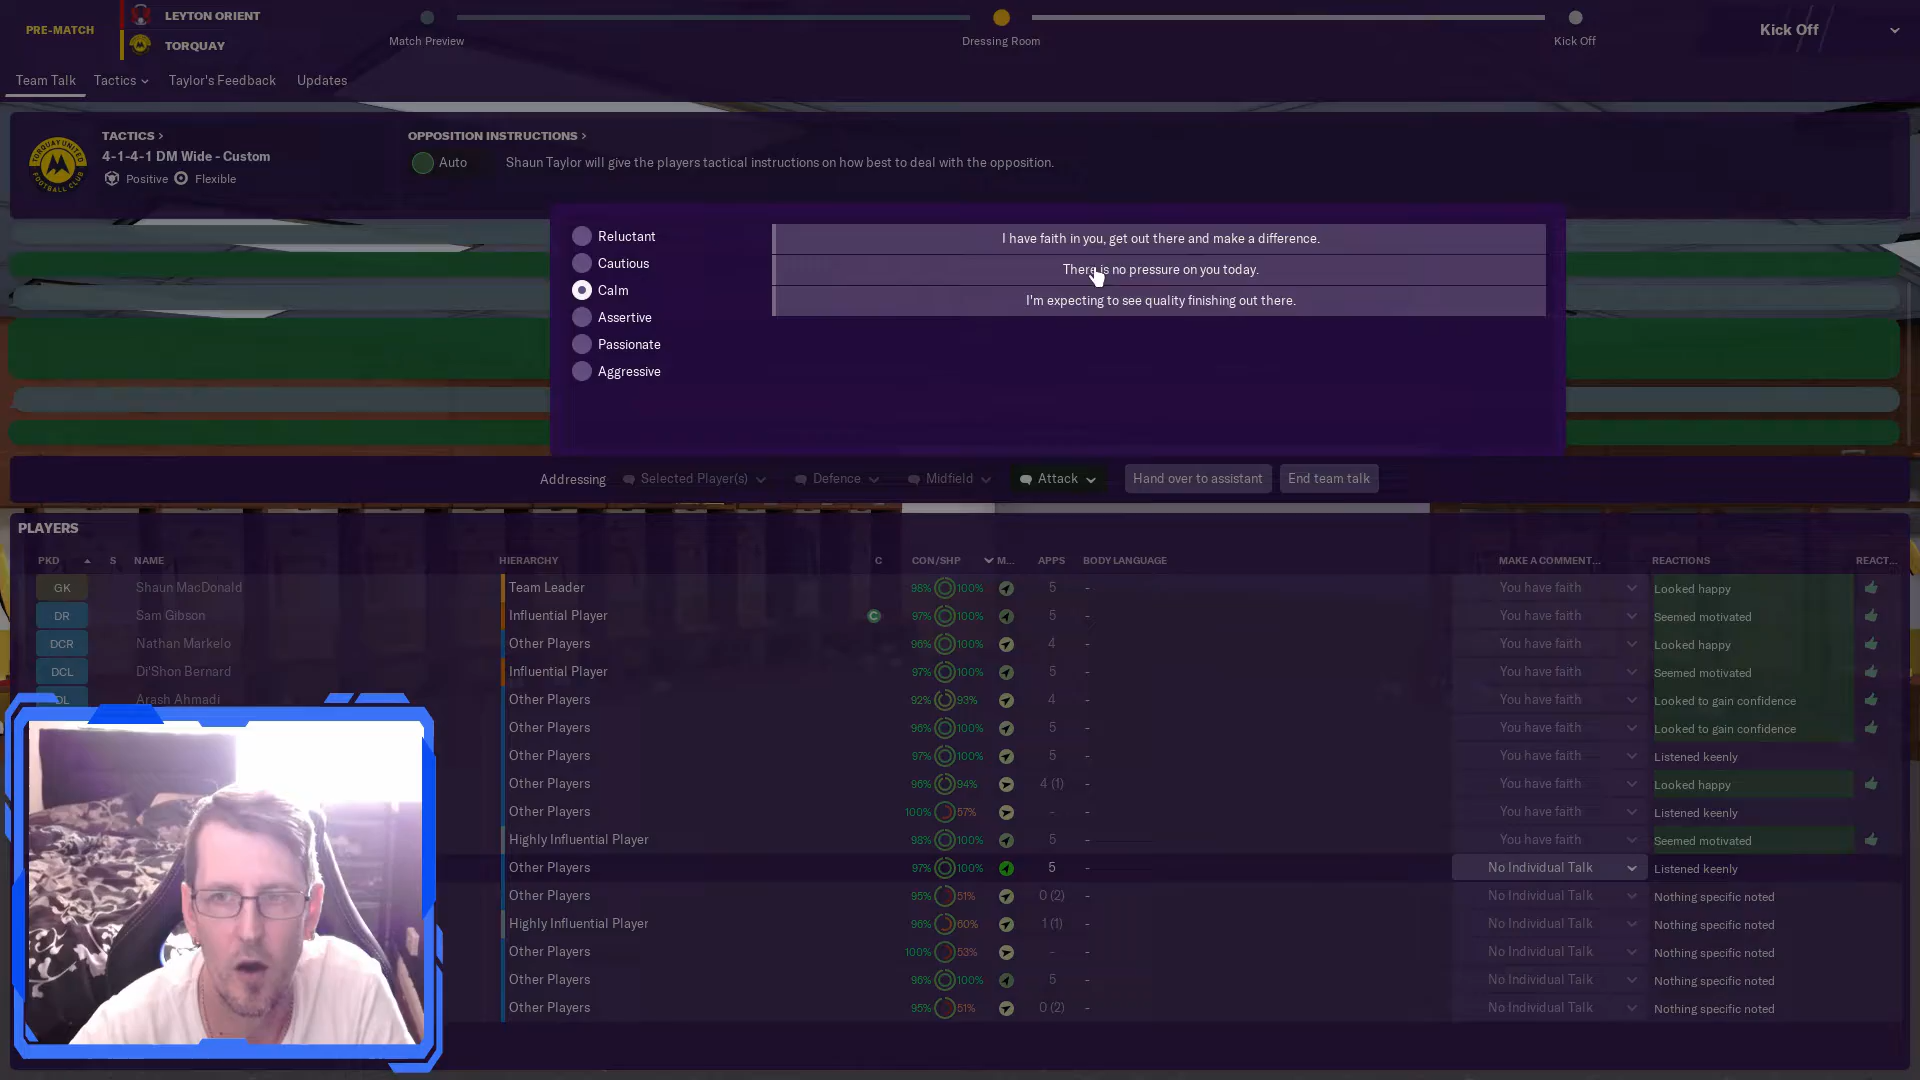 PRE-MATCH
LEYTON ORIENT
TORQUAY
Match Preview
Dressing Room
Kick Off
Kick Off
Team Talk
Tactics
Taylor's Feedback
Updates
TORQUAY UNITED
FOOTBALL CLUB
TACTICS >
4-1-4-1 DM Wide - Custom
Positive
Flexible
OPPOSITION INSTRUCTIONS >
Auto
Shaun Taylor will give the players tactical instructions on how best to deal with the opposition.
Reluctant
Cautious
Calm
Assertive
Passionate
Aggressive
I have faith in you, get out there and make a difference.
There is no pressure on you today.
I'm expecting to see quality finishing out there.
Addressing
Selected Player(s)
Defence
Midfield
Attack
Hand over to assistant
End team talk
PLAYERS
PKD S NAME HIERARCHY C CON/SHP M... APPS BODY LANGUAGE MAKE A COMMENT... REACTIONS REACT...
GK Shaun MacDonald Team Leader 98% 100% 5 - You have faith Looked happy
DR Sam Gibson Influential Player C 97% 100% 5 - You have faith Seemed motivated
DCR Nathan Markelo Other Players 96% 100% 4 - You have faith Looked happy
DCL Di'Shon Bernard Influential Player 97% 100% 5 - You have faith Seemed motivated
DL Arash Ahmadi Other Players 92% 93% 4 - You have faith Looked to gain confidence
Other Players 96% 100% 5 - You have faith Looked to gain confidence
Other Players 97% 100% 5 - You have faith Listened keenly
Other Players 96% 94% 4 (1) - You have faith Looked happy
Other Players 100% 57% - - You have faith Listened keenly
Highly Influential Player 98% 100% 5 - You have faith Seemed motivated
Other Players 97% 100% 5 - No Individual Talk Listened keenly
Other Players 95% 51% 0 (2) - No Individual Talk Nothing specific noted
Highly Influential Player 96% 60% 1 (1) - No Individual Talk Nothing specific noted
Other Players 100% 53% - - No Individual Talk Nothing specific noted
Other Players 96% 100% 5 - No Individual Talk Nothing specific noted
Other Players 95% 51% 0 (2) - No Individual Talk Nothing specific noted